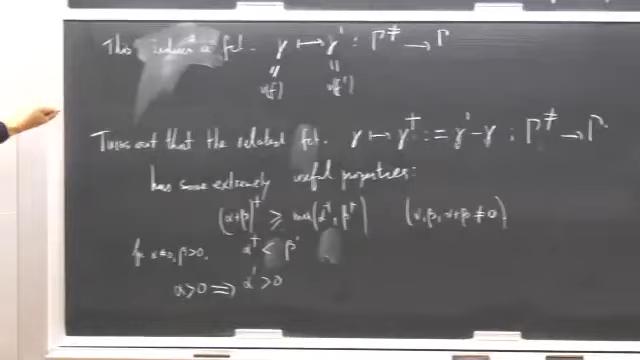 This induces a fct. γ ↦ γ' : Γ^≠ → Γ
v(f) v(f')
Turns out that the related fct. γ ↦ γ^† := γ' - γ : Γ^≠ → Γ
has some extremely useful properties:
(α+β)^† ≥ min(α^†, β^†) (α, β, α+β ≠ 0)
for α≠0, β>0, α^† < β'
α>0 ⟹ α' >0